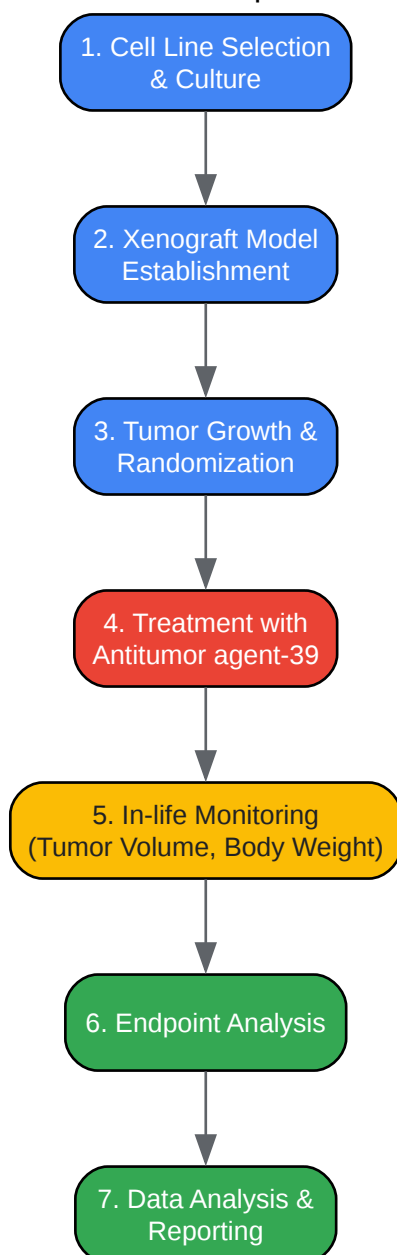 1. Cell Line Selection
& Culture
2. Xenograft Model
Establishment
3. Tumor Growth &
Randomization
4. Treatment with
Antitumor agent-39
5. In-life Monitoring
(Tumor Volume, Body Weight)
6. Endpoint Analysis
7. Data Analysis &
Reporting